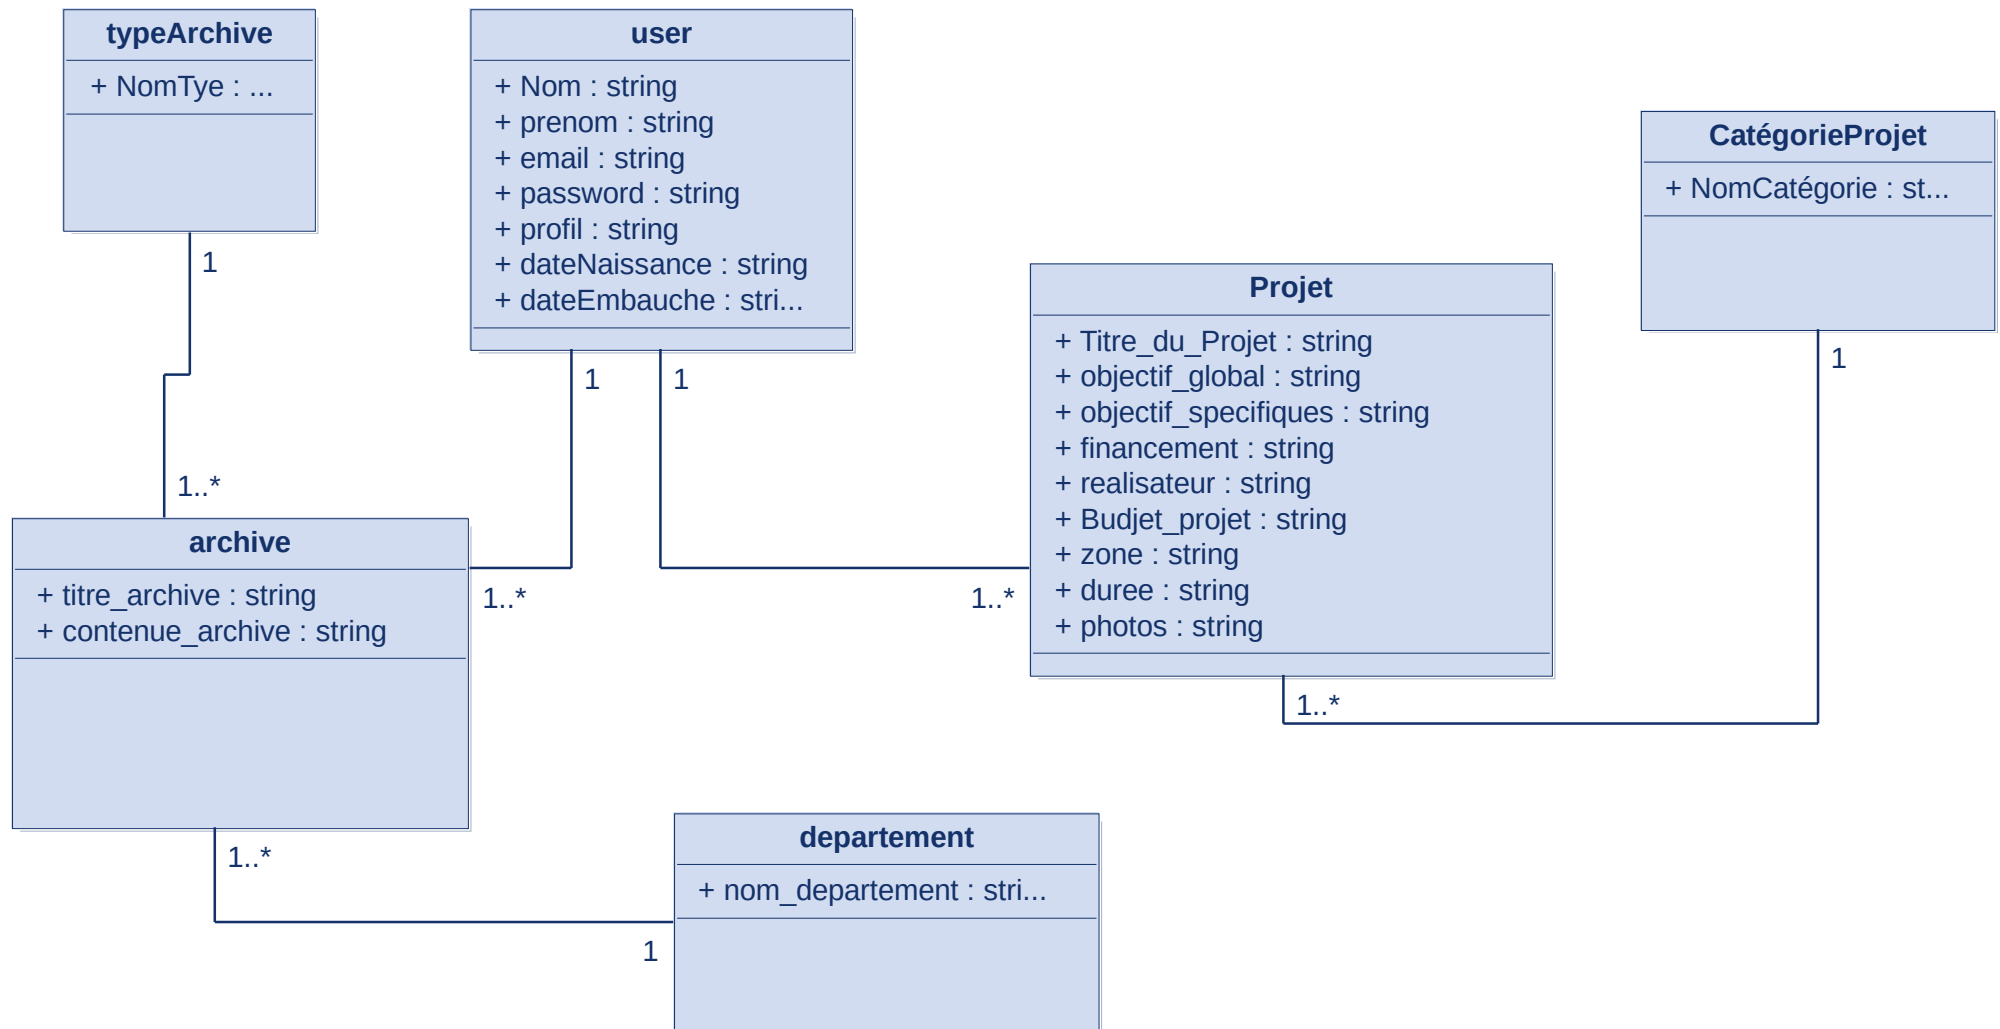 typeArchive
+ NomTye : ...
user
+ Nom : string
+ prenom : string
+ email : string
+ password : string
+ profil : string
+ dateNaissance : string
+ dateEmbauche : stri...
CatégorieProjet
+ NomCatégorie : st...
Projet
+ Titre_du_Projet : string
+ objectif_global : string
+ objectif_specifiques : string
+ financement : string
+ realisateur : string
+ Budjet_projet : string
+ zone : string
+ duree : string
+ photos : string
1
1
1
1
1..*
archive
+ titre_archive : string
+ contenue_archive : string
1..*
1..*
1..*
1..*
departement
+ nom_departement : stri...
1